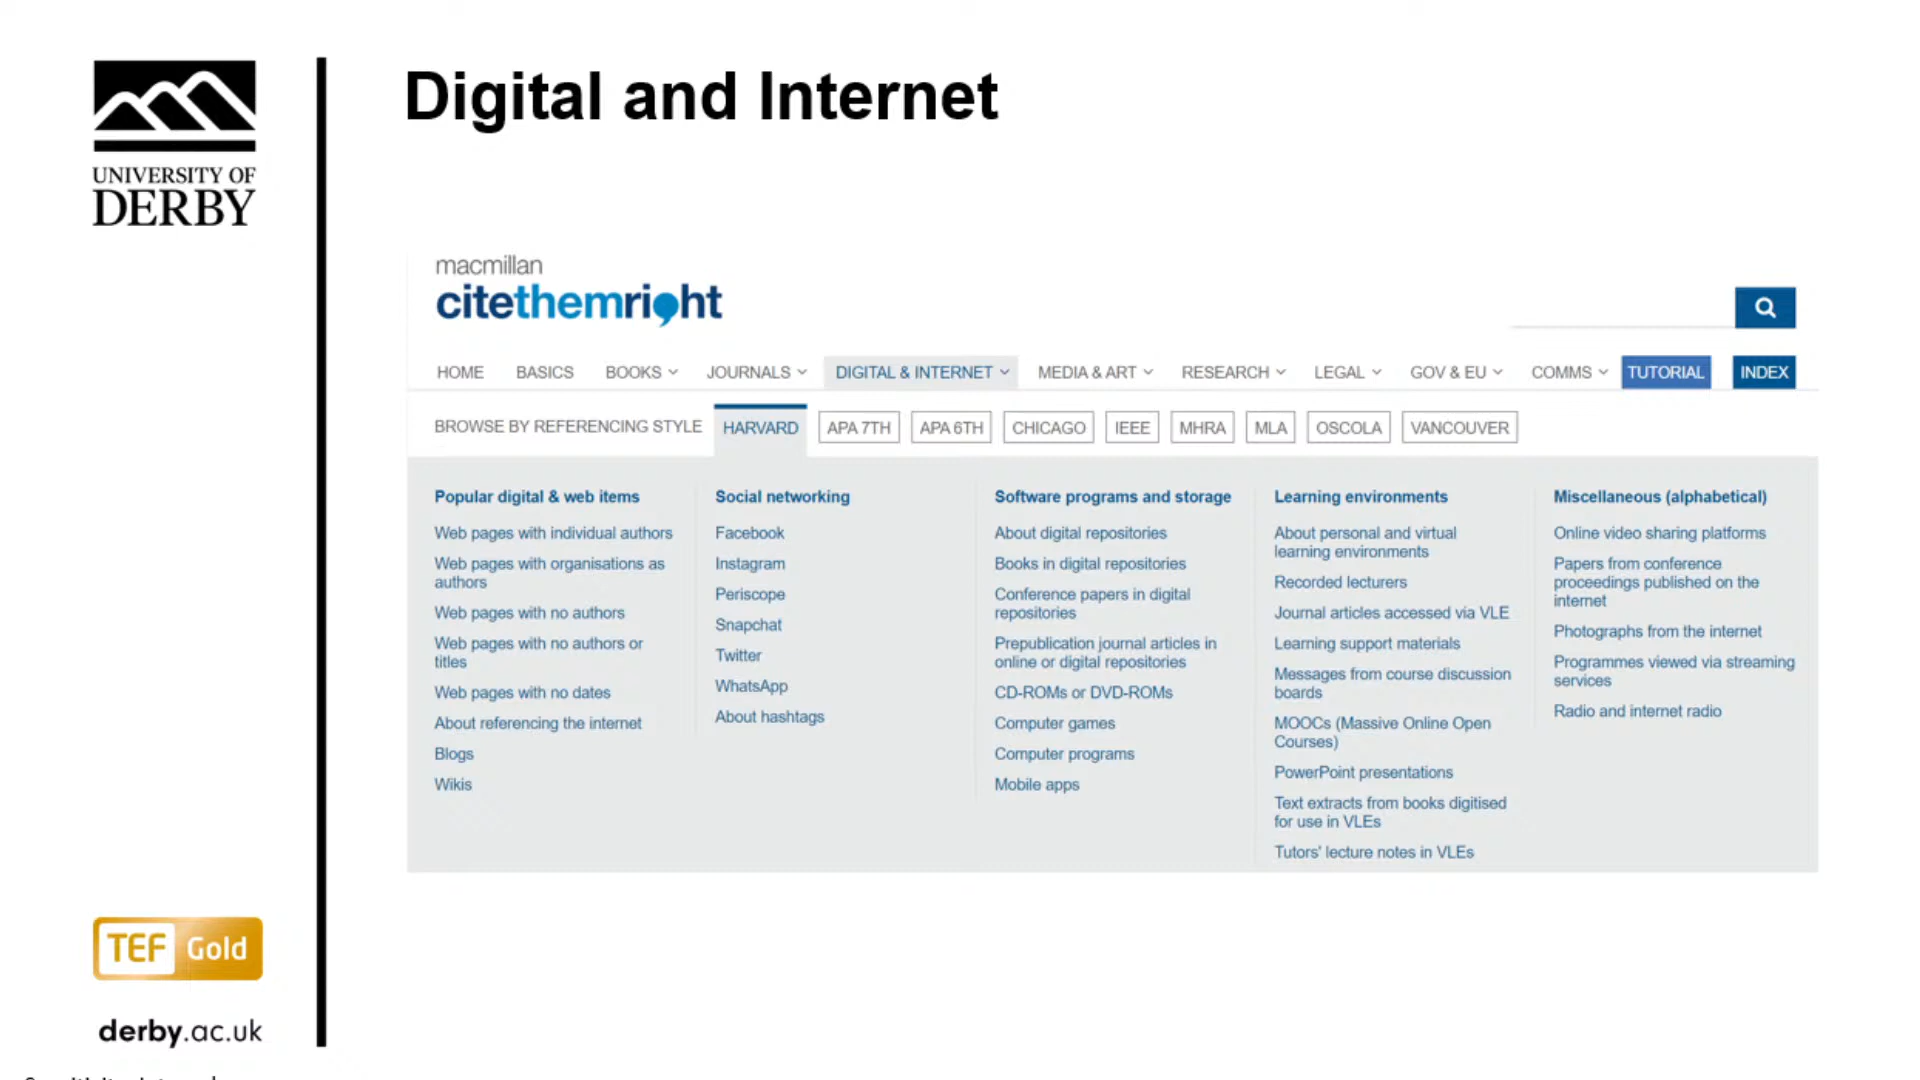 UNIVERSITY OF
DERBY
Digital and Internet
macmillan
citethemright
HOME BASICS BOOKS JOURNALS DIGITAL & INTERNET MEDIA & ART RESEARCH LEGAL GOV & EU COMMS TUTORIAL INDEX
BROWSE BY REFERENCING STYLE HARVARD APA 7TH APA 6TH CHICAGO IEEE MHRA MLA OSCOLA VANCOUVER
Popular digital & web items
Web pages with individual authors
Web pages with organisations as
authors
Web pages with no authors
Web pages with no authors or
titles
Web pages with no dates
About referencing the internet
Blogs
Wikis
Social networking
Facebook
Instagram
Periscope
Snapchat
Twitter
WhatsApp
About hashtags
Software programs and storage
About digital repositories
Books in digital repositories
Conference papers in digital
repositories
Prepublication journal articles in
online or digital repositories
CD-ROMs or DVD-ROMs
Computer games
Computer programs
Mobile apps
Learning environments
About personal and virtual
learning environments
Recorded lecturers
Journal articles accessed via VLE
Learning support materials
Messages from course discussion
boards
MOOCs (Massive Online Open
Courses)
PowerPoint presentations
Text extracts from books digitised
for use in VLEs
Tutors' lecture notes in VLEs
Miscellaneous (alphabetical)
Online video sharing platforms
Papers from conference
proceedings published on the
internet
Photographs from the internet
Programmes viewed via streaming
services
Radio and internet radio
TEF Gold
derby.ac.uk